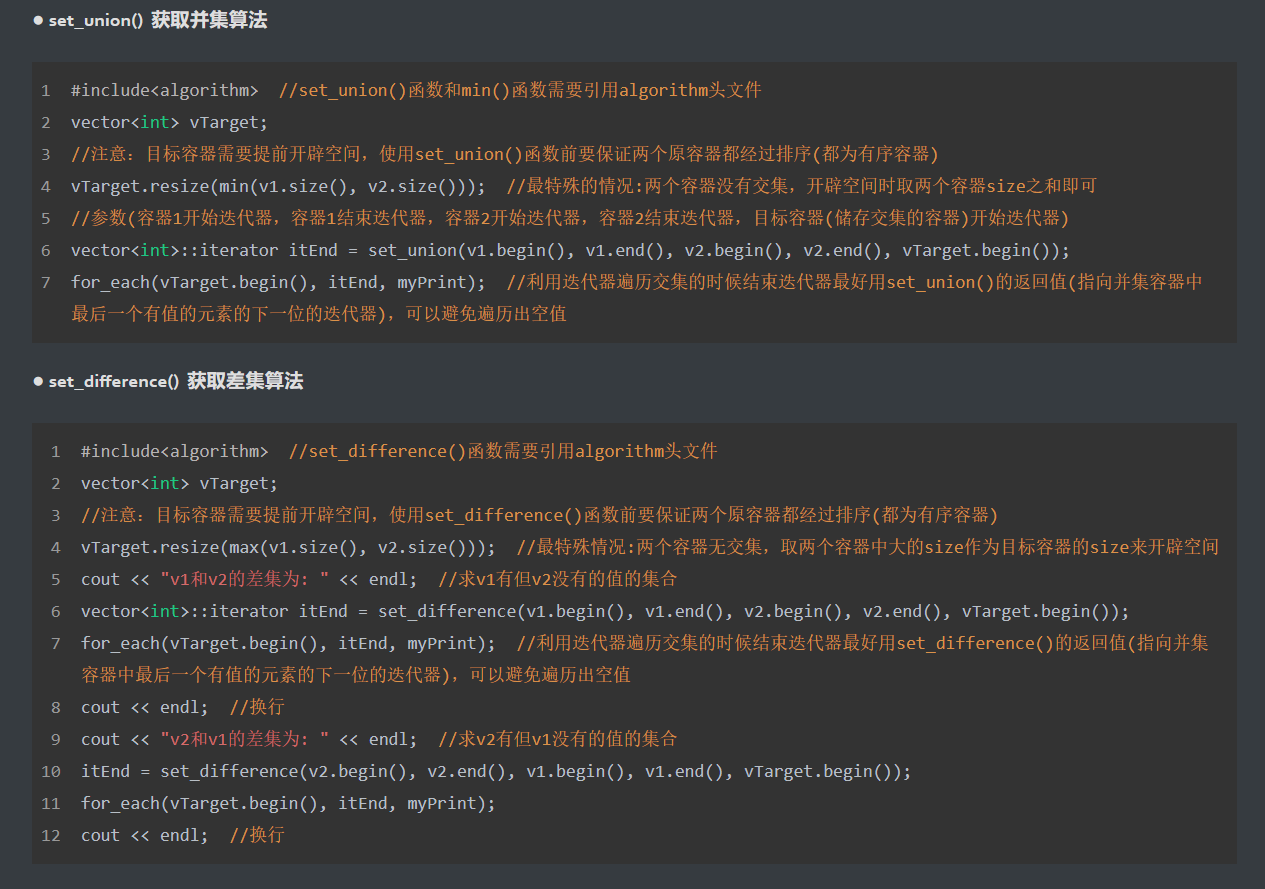 ● set_union() 获取并集算法
1 #include<algorithm> //set_union()函数和min()函数需要引用algorithm头文件
2 vector<int> vTarget;
3 //注意：目标容器需要提前开辟空间，使用set_union()函数前要保证两个原容器都经过排序(都为有序容器)
4 vTarget.resize(min(v1.size(), v2.size())); //最特殊的情况:两个容器没有交集，开辟空间时取两个容器size之和即可
5 //参数(容器1开始迭代器，容器1结束迭代器，容器2开始迭代器，容器2结束迭代器，目标容器(储存交集的容器)开始迭代器)
6 vector<int>::iterator itEnd = set_union(v1.begin(), v1.end(), v2.begin(), v2.end(), vTarget.begin());
7 for_each(vTarget.begin(), itEnd, myPrint); //利用迭代器遍历交集的时候结束迭代器最好用set_union()的返回值(指向并集容器中
最后一个有值的元素的下一位的迭代器)，可以避免遍历出空值
● set_difference() 获取差集算法
1 #include<algorithm> //set_difference()函数需要引用algorithm头文件
2 vector<int> vTarget;
3 //注意：目标容器需要提前开辟空间，使用set_difference()函数前要保证两个原容器都经过排序(都为有序容器)
4 vTarget.resize(max(v1.size(), v2.size())); //最特殊情况:两个容器无交集，取两个容器中大的size作为目标容器的size来开辟空间
5 cout << "v1和v2的差集为: " << endl; //求v1有但v2没有的值的集合
6 vector<int>::iterator itEnd = set_difference(v1.begin(), v1.end(), v2.begin(), v2.end(), vTarget.begin());
7 for_each(vTarget.begin(), itEnd, myPrint); //利用迭代器遍历交集的时候结束迭代器最好用set_difference()的返回值(指向并集
容器中最后一个有值的元素的下一位的迭代器)，可以避免遍历出空值
8 cout << endl; //换行
9 cout << "v2和v1的差集为: " << endl; //求v2有但v1没有的值的集合
10 itEnd = set_difference(v2.begin(), v2.end(), v1.begin(), v1.end(), vTarget.begin());
11 for_each(vTarget.begin(), itEnd, myPrint);
12 cout << endl; //换行